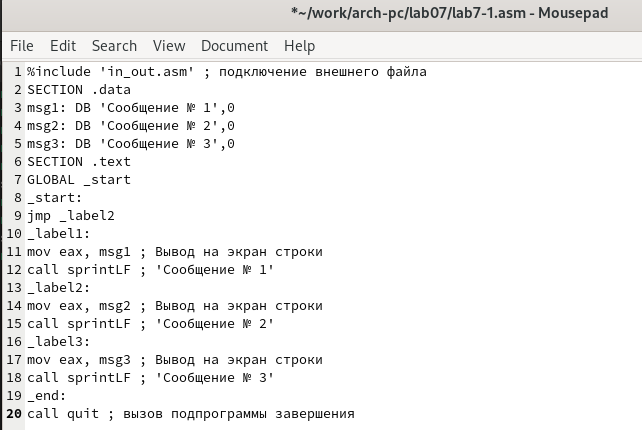 *~/work/arch-pc/lab07/lab7-1.asm - Mousepad
File Edit Search View Document Help
1 %include 'in_out.asm' ; подключение внешнего файла
2 SECTION .data
3 msg1: DB 'Сообщение № 1',0
4 msg2: DB 'Сообщение № 2',0
5 msg3: DB 'Сообщение № 3',0
6 SECTION .text
7 GLOBAL _start
8 _start:
9 jmp _label2
10 _label1:
11 mov eax, msg1 ; Вывод на экран строки
12 call sprintLF ; 'Сообщение № 1'
13 _label2:
14 mov eax, msg2 ; Вывод на экран строки
15 call sprintLF ; 'Сообщение № 2'
16 _label3:
17 mov eax, msg3 ; Вывод на экран строки
18 call sprintLF ; 'Сообщение № 3'
19 _end:
20 call quit ; вызов подпрограммы завершения